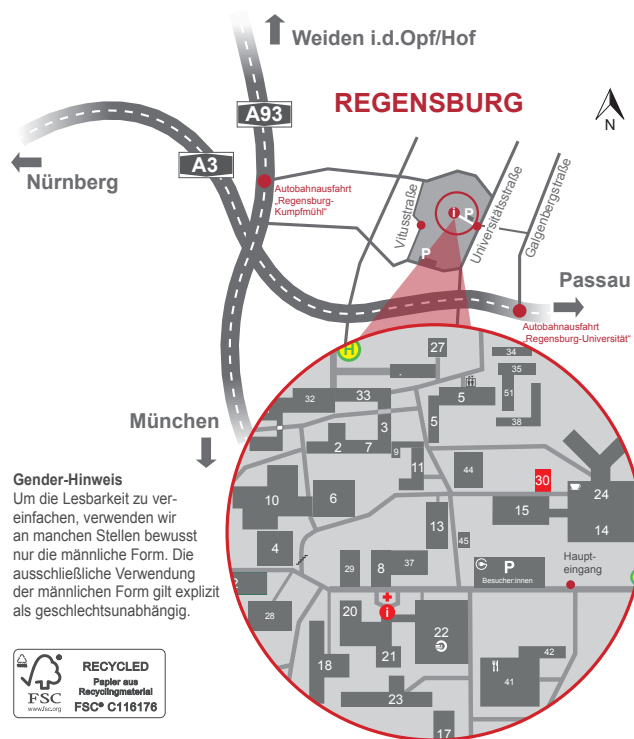 Weiden i.d.Opf/Hof
REGENSBURG
N
A93
A3
Nürnberg
Autobahnausfahrt
„Regensburg-
Kumpfmühl"
Vitusstraße
Universitätsstraße
Galgenbergstraße
i
P
P
Passau
Autobahnausfahrt
„Regensburg-Universität"
München
H
27
34
35
51
38
32
33
5
5
3
2
7
9
11
44
30
24
15
14
10
6
13
4
45
29
8
37
P
Besucher:innen
Haupt-
eingang
2
28
20
i
22
21
18
23
17
42
41
Gender-Hinweis
Um die Lesbarkeit zu ver-
einfachen, verwenden wir
an manchen Stellen bewusst
nur die männliche Form. Die
ausschließliche Verwendung
der männlichen Form gilt explizit
als geschlechtsunabhängig.
FSC
www.fsc.org
RECYCLED
Papier aus
Recyclingmaterial
FSC® C116176